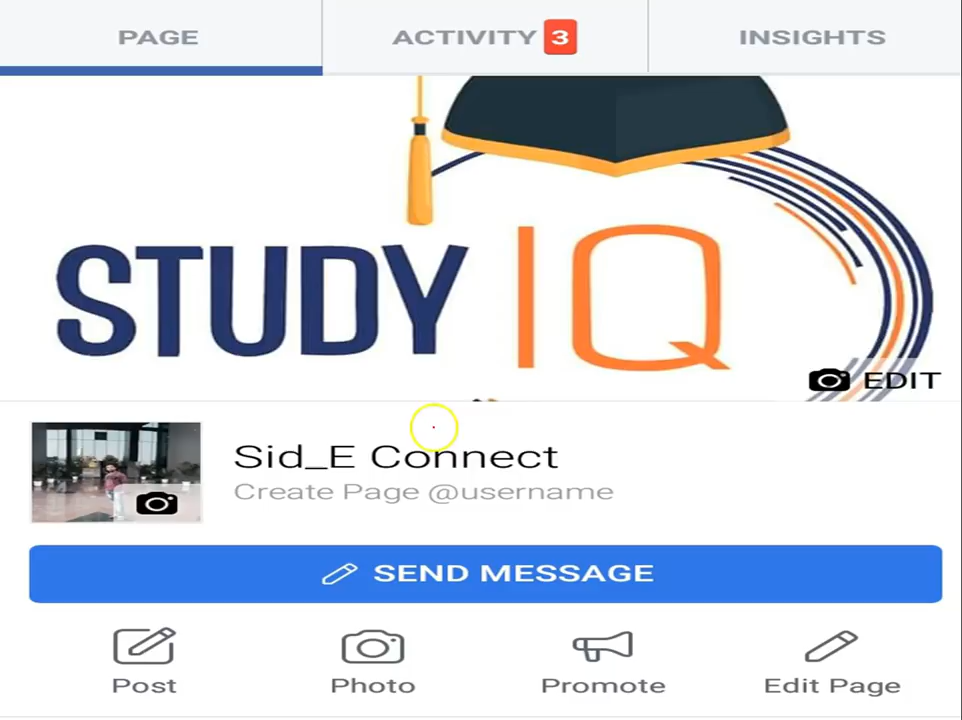 PAGE ACTIVITY 3 INSIGHTS
STUDY IQ
EDIT
Sid_E Connect
Create Page @username
SEND MESSAGE
Post Photo Promote Edit Page